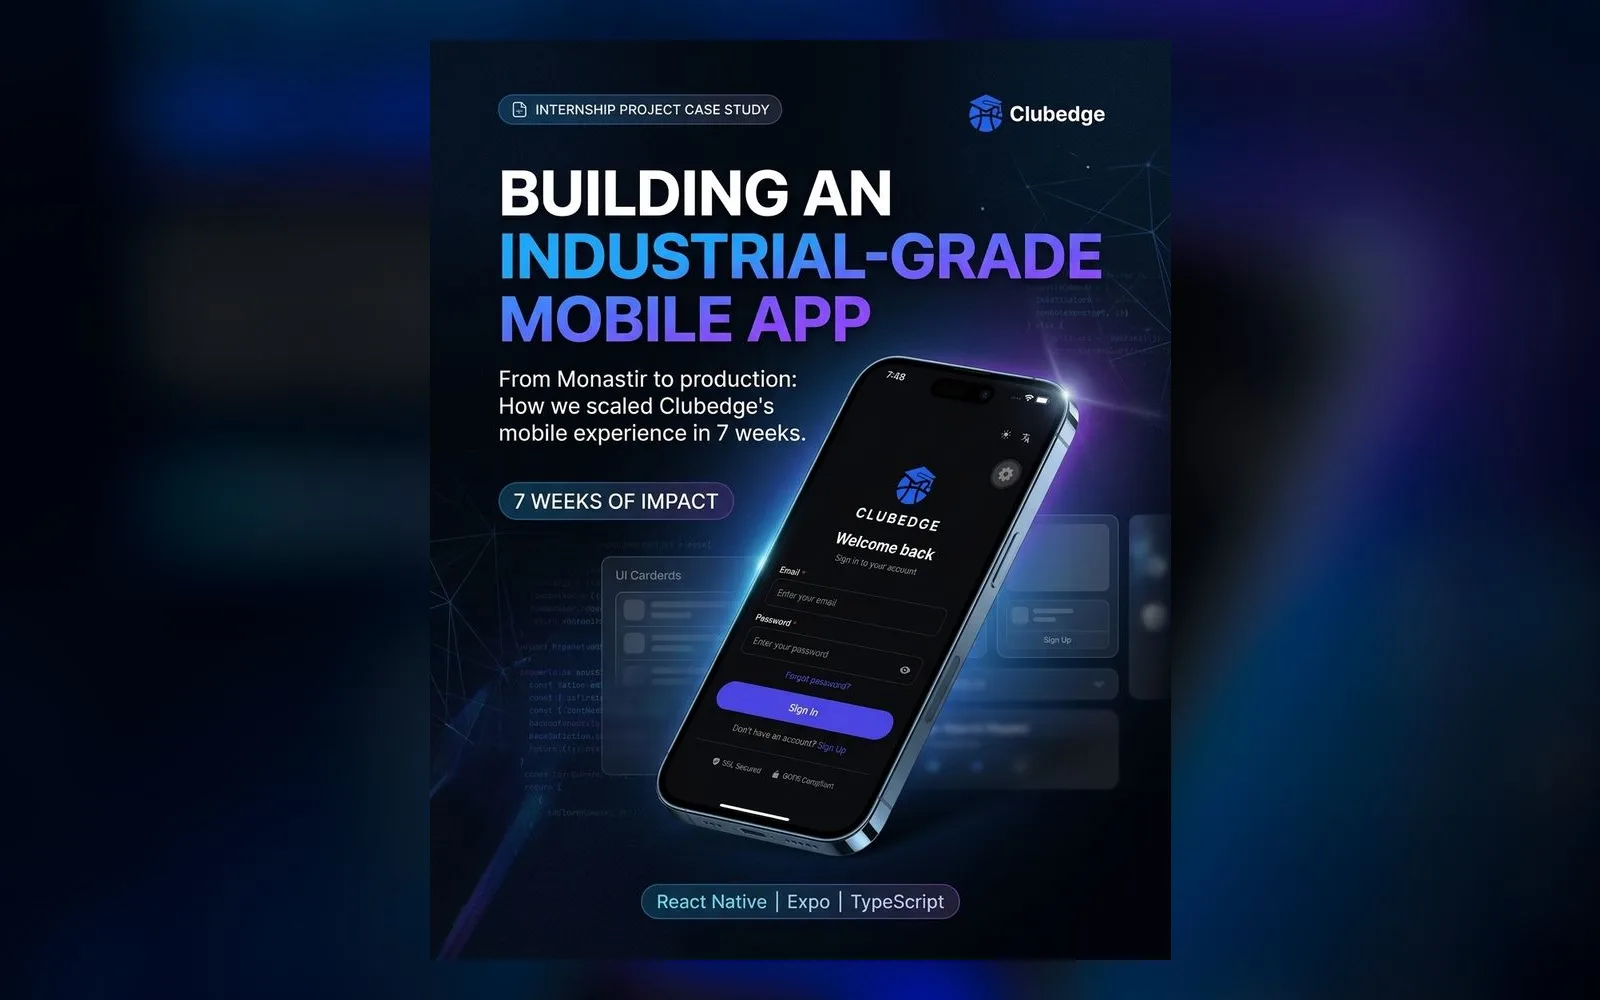 INTERNSHIP PROJECT CASE STUDY
Clubedge
BUILDING AN
INDUSTRIAL-GRADE
MOBILE APP
From Monastir to production:
How we scaled Clubedge's
mobile experience in 7 weeks.
7 WEEKS OF IMPACT
7:48
CLUBEDGE
Welcome back
Sign in to your account
Email *
Enter your email
Password *
Enter your password
Forgot password?
Sign In
Don't have an account? Sign Up
SSL Secured
UI Carderds
Sign Up
React Native | Expo | TypeScript